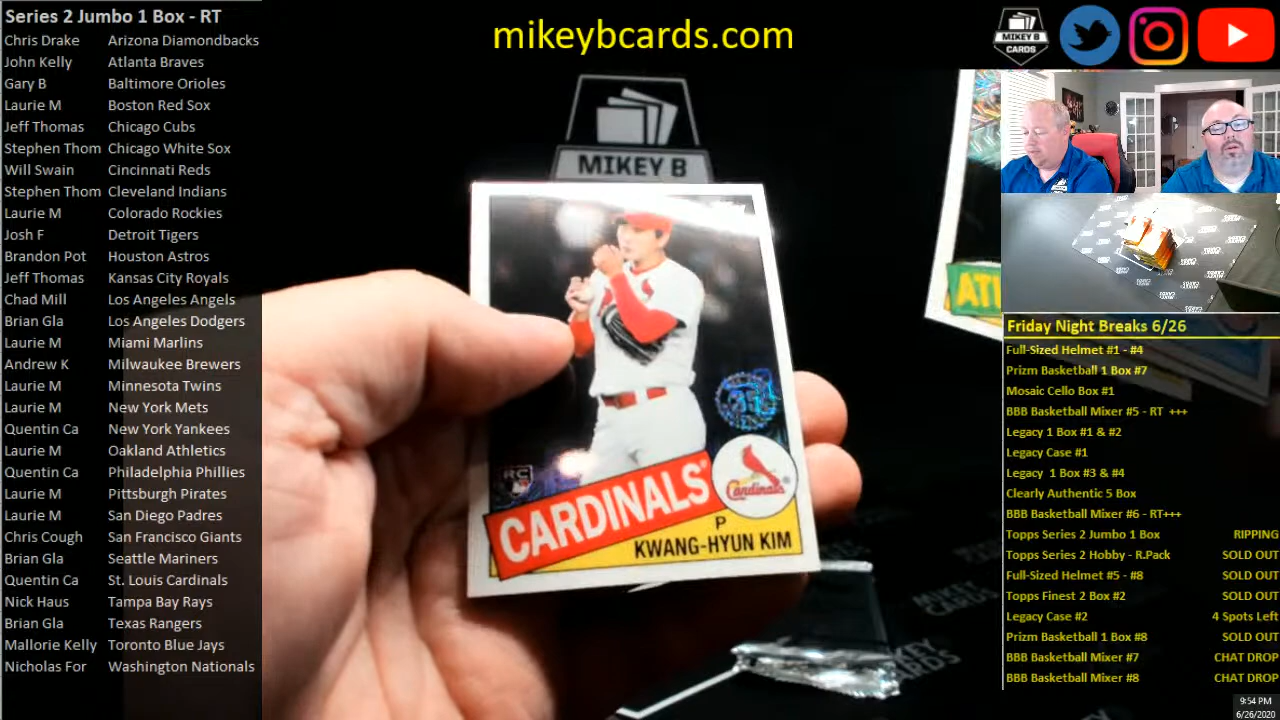 Series 2 Jumbo 1 Box - RT
Chris Drake Arizona Diamondbacks
John Kelly Atlanta Braves
Gary B Baltimore Orioles
Laurie M Boston Red Sox
Jeff Thomas Chicago Cubs
Stephen Thom Chicago White Sox
Will Swain Cincinnati Reds
Stephen Thom Cleveland Indians
Laurie M Colorado Rockies
Josh F Detroit Tigers
Brandon Pot Houston Astros
Jeff Thomas Kansas City Royals
Chad Mill Los Angeles Angels
Brian Gla Los Angeles Dodgers
Laurie M Miami Marlins
Andrew K Milwaukee Brewers
Laurie M Minnesota Twins
Laurie M New York Mets
Quentin Ca New York Yankees
Laurie M Oakland Athletics
Quentin Ca Philadelphia Phillies
Laurie M Pittsburgh Pirates
Laurie M San Diego Padres
Chris Cough San Francisco Giants
Brian Gla Seattle Mariners
Quentin Ca St. Louis Cardinals
Nick Haus Tampa Bay Rays
Brian Gla Texas Rangers
Mallorie Kelly Toronto Blue Jays
Nicholas For Washington Nationals
mikeybcards.com
MIKEY B
CARDS
MIKEY B
RC
Cardinals
CARDINALS
P
KWANG-HYUN KIM
MIKEY B
CARDS
Friday Night Breaks 6/26
Full-Sized Helmet #1 - #4
Prizm Basketball 1 Box #7
Mosaic Cello Box #1
BBB Basketball Mixer #5 - RT +++
Legacy 1 Box #1 & #2
Legacy Case #1
Legacy 1 Box #3 & #4
Clearly Authentic 5 Box
BBB Basketball Mixer #6 - RT+++
Topps Series 2 Jumbo 1 Box RIPPING
Topps Series 2 Hobby - R.Pack SOLD OUT
Full-Sized Helmet #5 - #8 SOLD OUT
Topps Finest 2 Box #2 SOLD OUT
Legacy Case #2 4 Spots Left
Prizm Basketball 1 Box #8 SOLD OUT
BBB Basketball Mixer #7 CHAT DROP
BBB Basketball Mixer #8 CHAT DROP
9:54 PM
6/26/2020